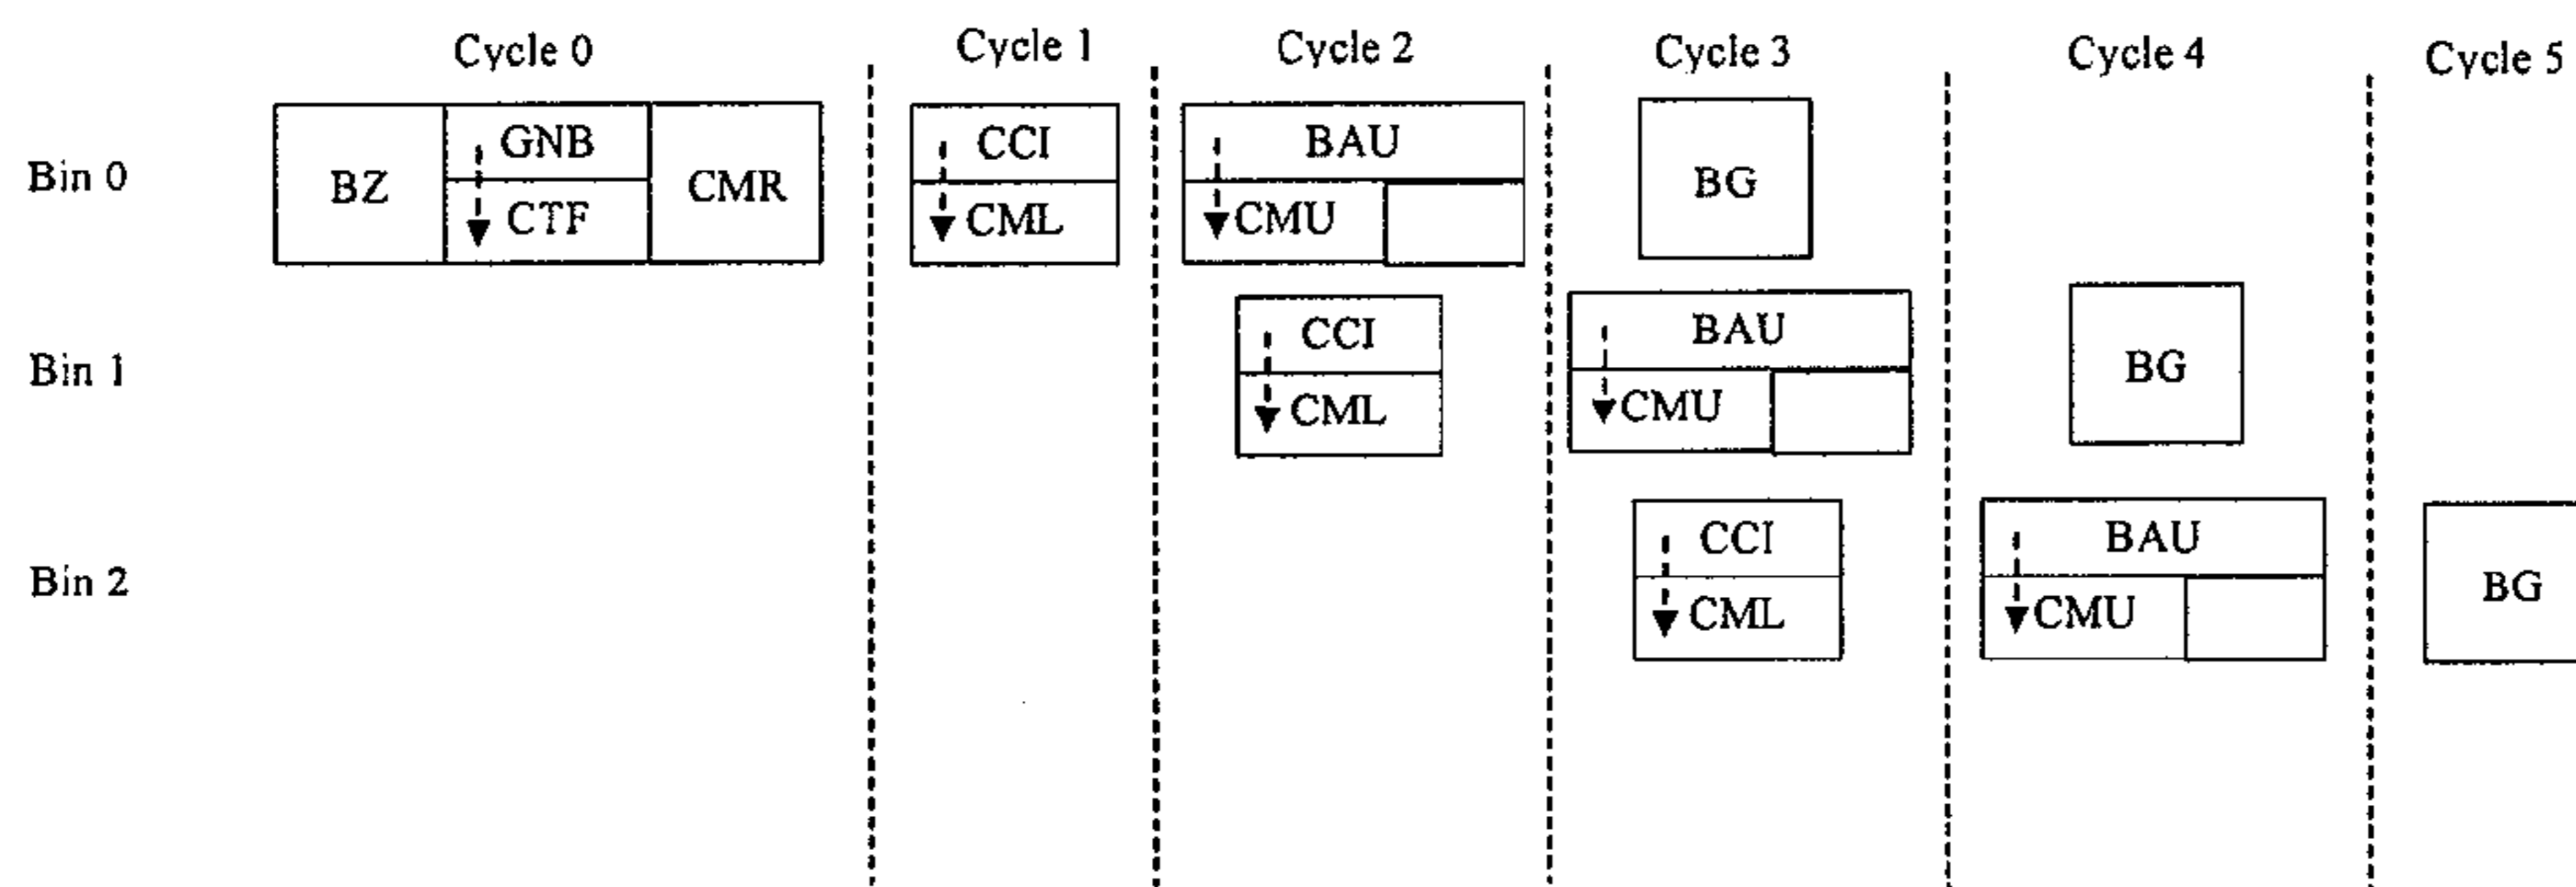 Cycle 0 Cycle 1 Cycle 2 Cycle 3 Cycle 4 Cycle 5
Bin 0
BZ
GNB
CTF
CMR
CCI
CML
BAU
CMU
BG
Bin 1
CCI
CML
BAU
CMU
BG
Bin 2
CCI
CML
BAU
CMU
BG